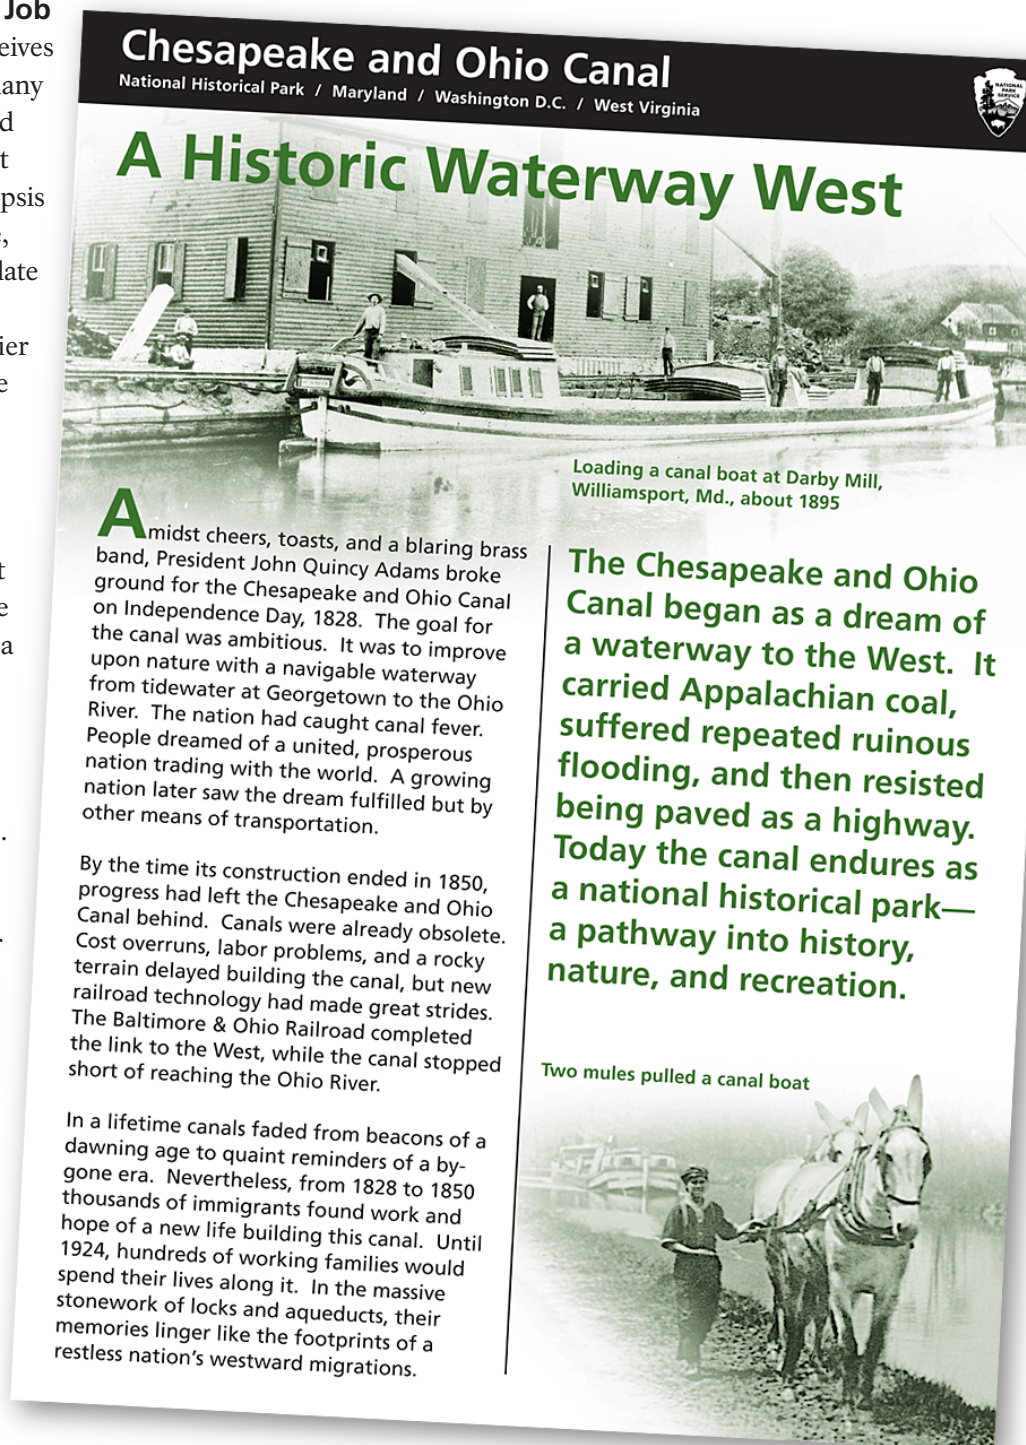 Job
eives
any
d
t
psis
,
late
ier
e
t
e
a
.
Chesapeake and Ohio Canal
National Historical Park / Maryland / Washington D.C. / West Virginia
NATIONAL
PARK
SERVICE
A Historic Waterway West
Loading a canal boat at Darby Mill,
Williamsport, Md., about 1895
Amidst cheers, toasts, and a blaring brass
band, President John Quincy Adams broke
ground for the Chesapeake and Ohio Canal
on Independence Day, 1828. The goal for
the canal was ambitious. It was to improve
upon nature with a navigable waterway
from tidewater at Georgetown to the Ohio
River. The nation had caught canal fever.
People dreamed of a united, prosperous
nation trading with the world. A growing
nation later saw the dream fulfilled but by
other means of transportation.
By the time its construction ended in 1850,
progress had left the Chesapeake and Ohio
Canal behind. Canals were already obsolete.
Cost overruns, labor problems, and a rocky
terrain delayed building the canal, but new
railroad technology had made great strides.
The Baltimore & Ohio Railroad completed
the link to the West, while the canal stopped
short of reaching the Ohio River.
In a lifetime canals faded from beacons of a
dawning age to quaint reminders of a by-
gone era. Nevertheless, from 1828 to 1850
thousands of immigrants found work and
hope of a new life building this canal. Until
1924, hundreds of working families would
spend their lives along it. In the massive
stonework of locks and aqueducts, their
memories linger like the footprints of a
restless nation's westward migrations.
The Chesapeake and Ohio
Canal began as a dream of
a waterway to the West. It
carried Appalachian coal,
suffered repeated ruinous
flooding, and then resisted
being paved as a highway.
Today the canal endures as
a national historical park—
a pathway into history,
nature, and recreation.
Two mules pulled a canal boat